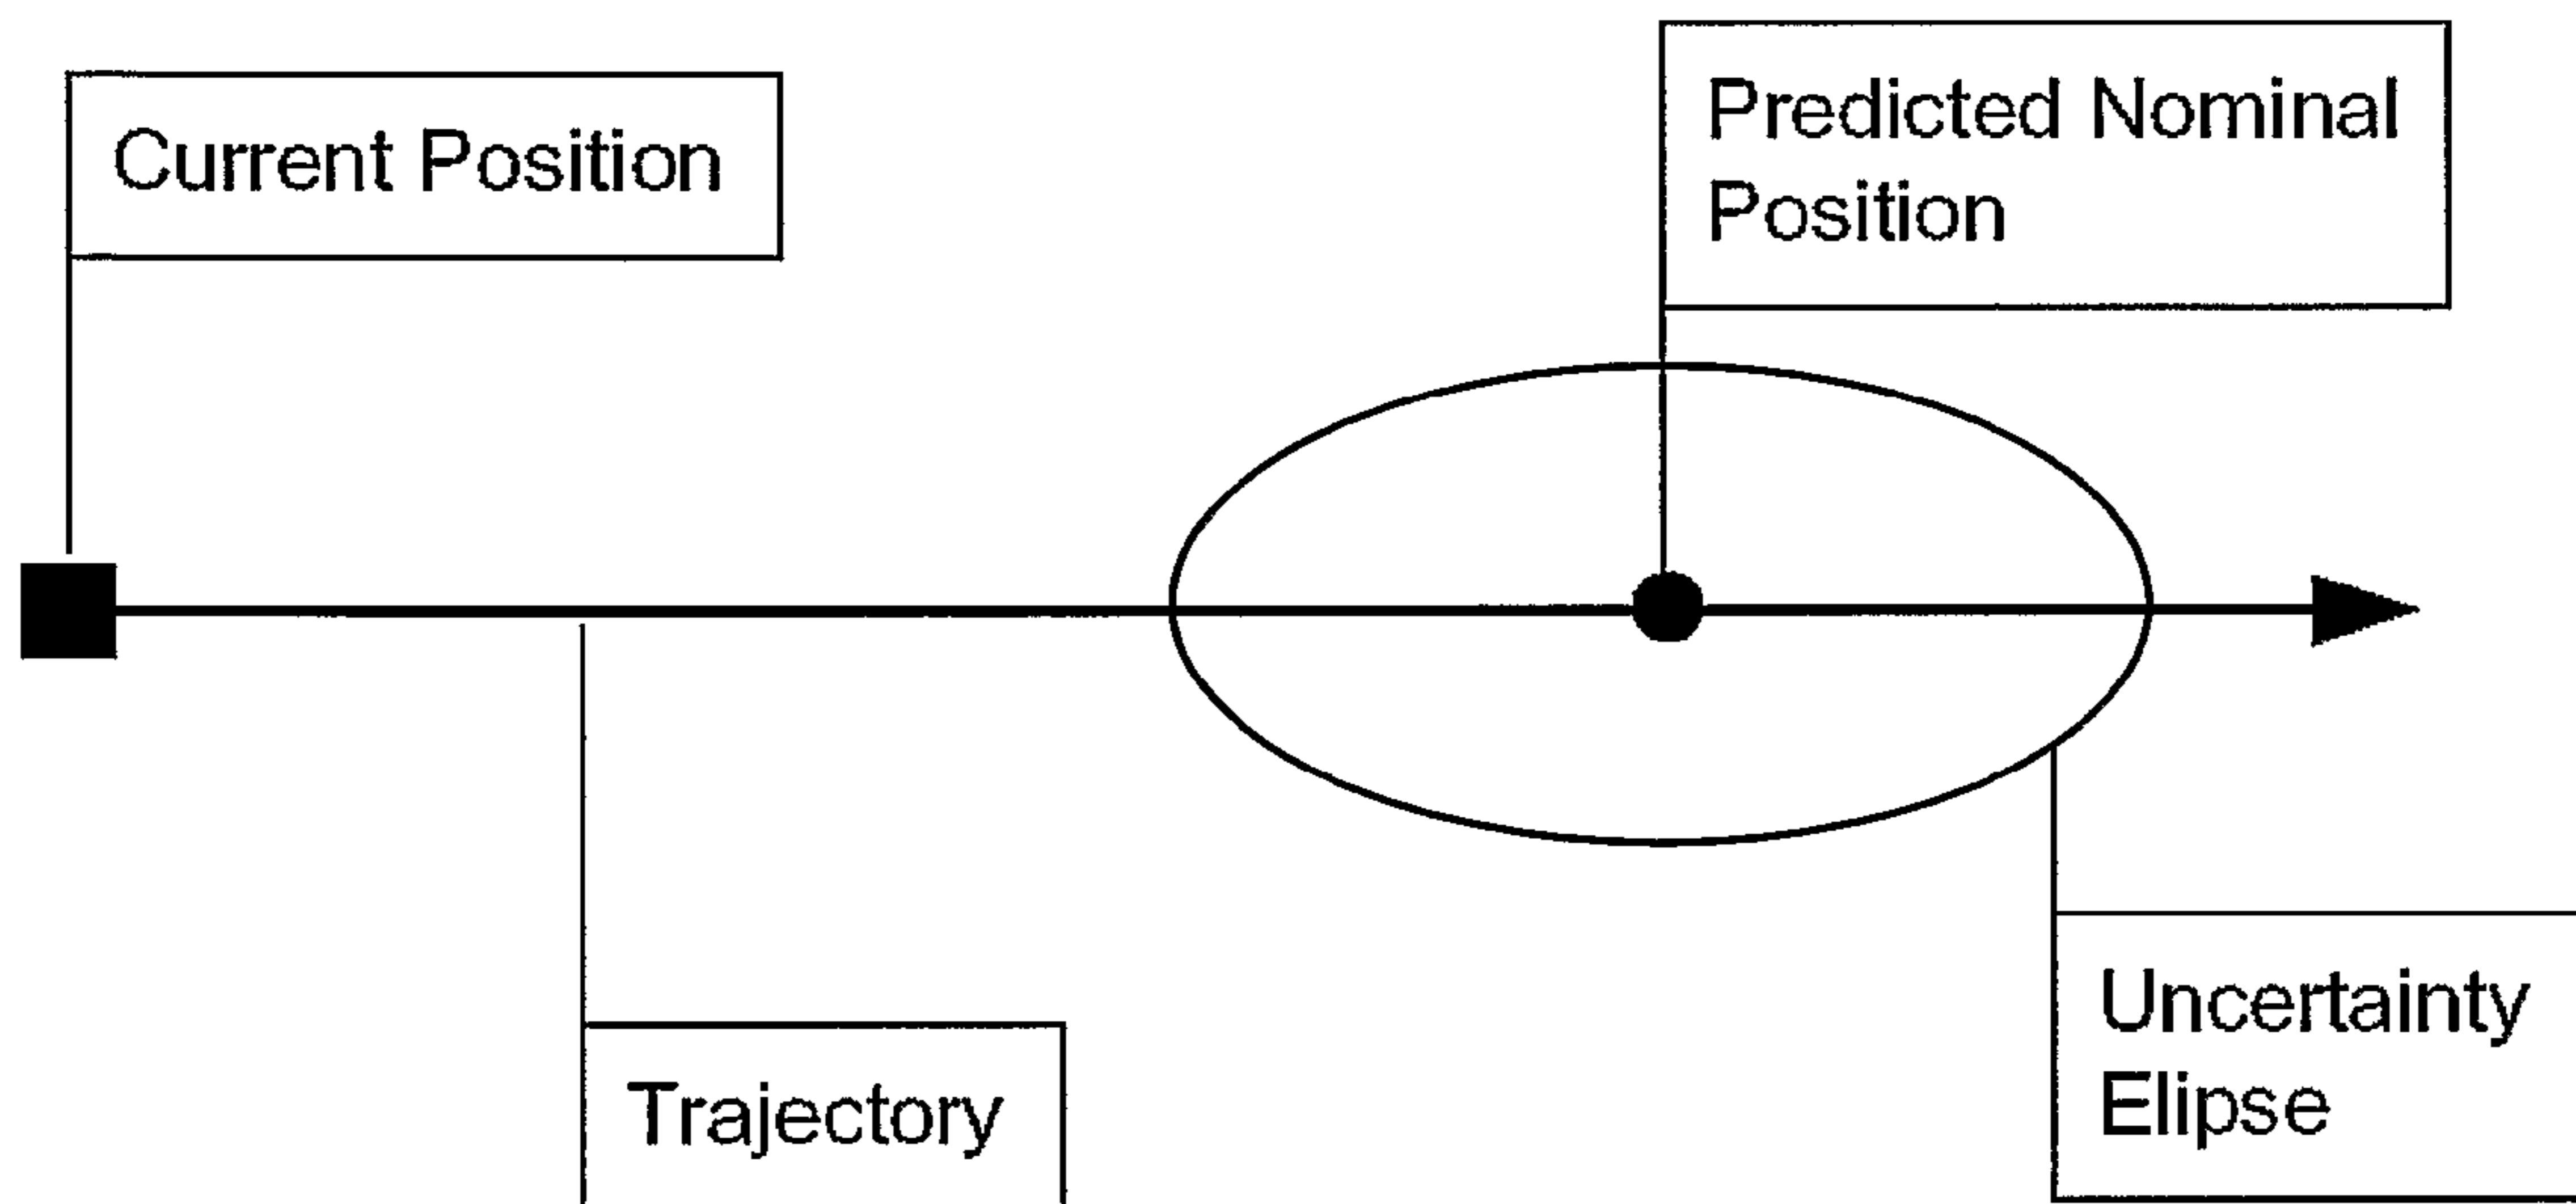 Current Position
Predicted Nominal
Position
Trajectory
Uncertainty
Elipse